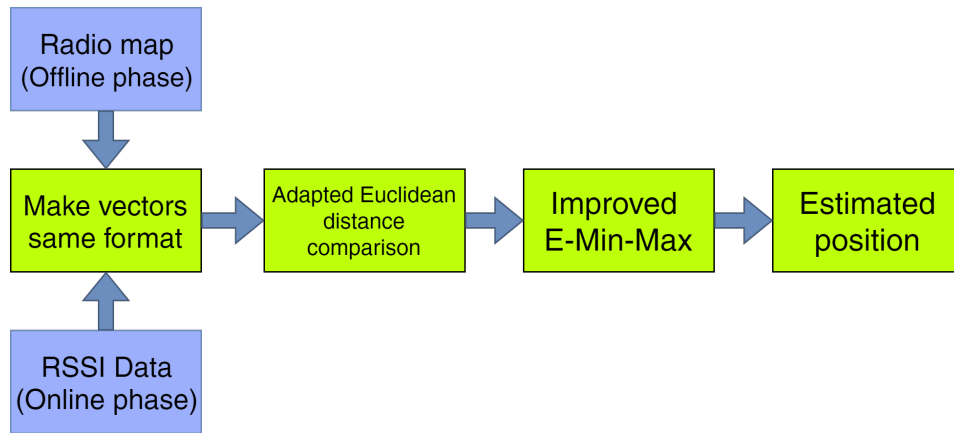 Radio map
(Offline phase)
Make vectors
same format
Adapted Euclidean
distance
comparison
Improved
E-Min-Max
Estimated
position
RSSI Data
(Online phase)